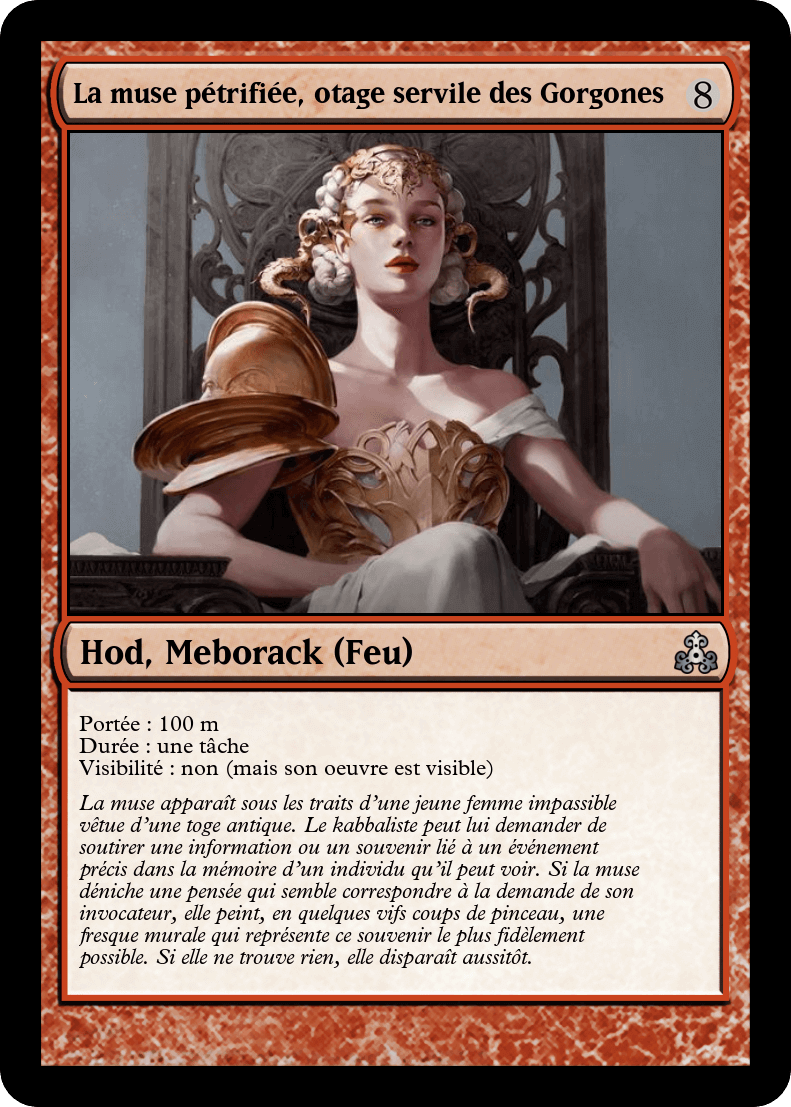 La muse pétrifiée, otage servile des Gorgones 8
Hod, Meborack (Feu)
Portée : 100 m
Durée : une tâche
Visibilité : non (mais son oeuvre est visible)
La muse apparaît sous les traits d'une jeune femme impassible
vêtue d'une toge antique. Le kabbaliste peut lui demander de
soutirer une information ou un souvenir lié à un événement
précis dans la mémoire d'un individu qu'il peut voir. Si la muse
déniche une pensée qui semble correspondre à la demande de son
invocateur, elle peint, en quelques vifs coups de pinceau, une
fresque murale qui représente ce souvenir le plus fidèlement
possible. Si elle ne trouve rien, elle disparaît aussitôt.